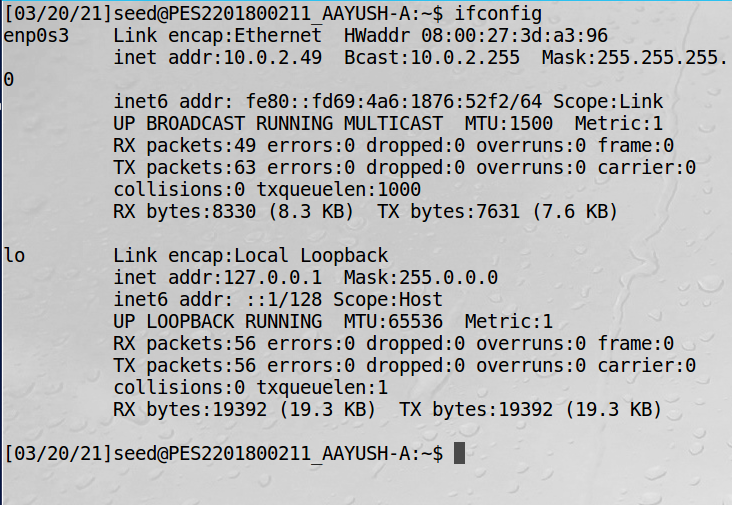 [03/20/21]seed@PES2201800211_AAYUSH-A:~$ ifconfig
enp0s3    Link encap:Ethernet  HWaddr 08:00:27:3d:a3:96
          inet addr:10.0.2.49  Bcast:10.0.2.255  Mask:255.255.255.
0
          inet6 addr: fe80::fd69:4a6:1876:52f2/64 Scope:Link
          UP BROADCAST RUNNING MULTICAST  MTU:1500  Metric:1
          RX packets:49 errors:0 dropped:0 overruns:0 frame:0
          TX packets:63 errors:0 dropped:0 overruns:0 carrier:0
          collisions:0 txqueuelen:1000
          RX bytes:8330 (8.3 KB)  TX bytes:7631 (7.6 KB)

lo        Link encap:Local Loopback
          inet addr:127.0.0.1  Mask:255.0.0.0
          inet6 addr: ::1/128 Scope:Host
          UP LOOPBACK RUNNING  MTU:65536  Metric:1
          RX packets:56 errors:0 dropped:0 overruns:0 frame:0
          TX packets:56 errors:0 dropped:0 overruns:0 carrier:0
          collisions:0 txqueuelen:1
          RX bytes:19392 (19.3 KB)  TX bytes:19392 (19.3 KB)

[03/20/21]seed@PES2201800211_AAYUSH-A:~$